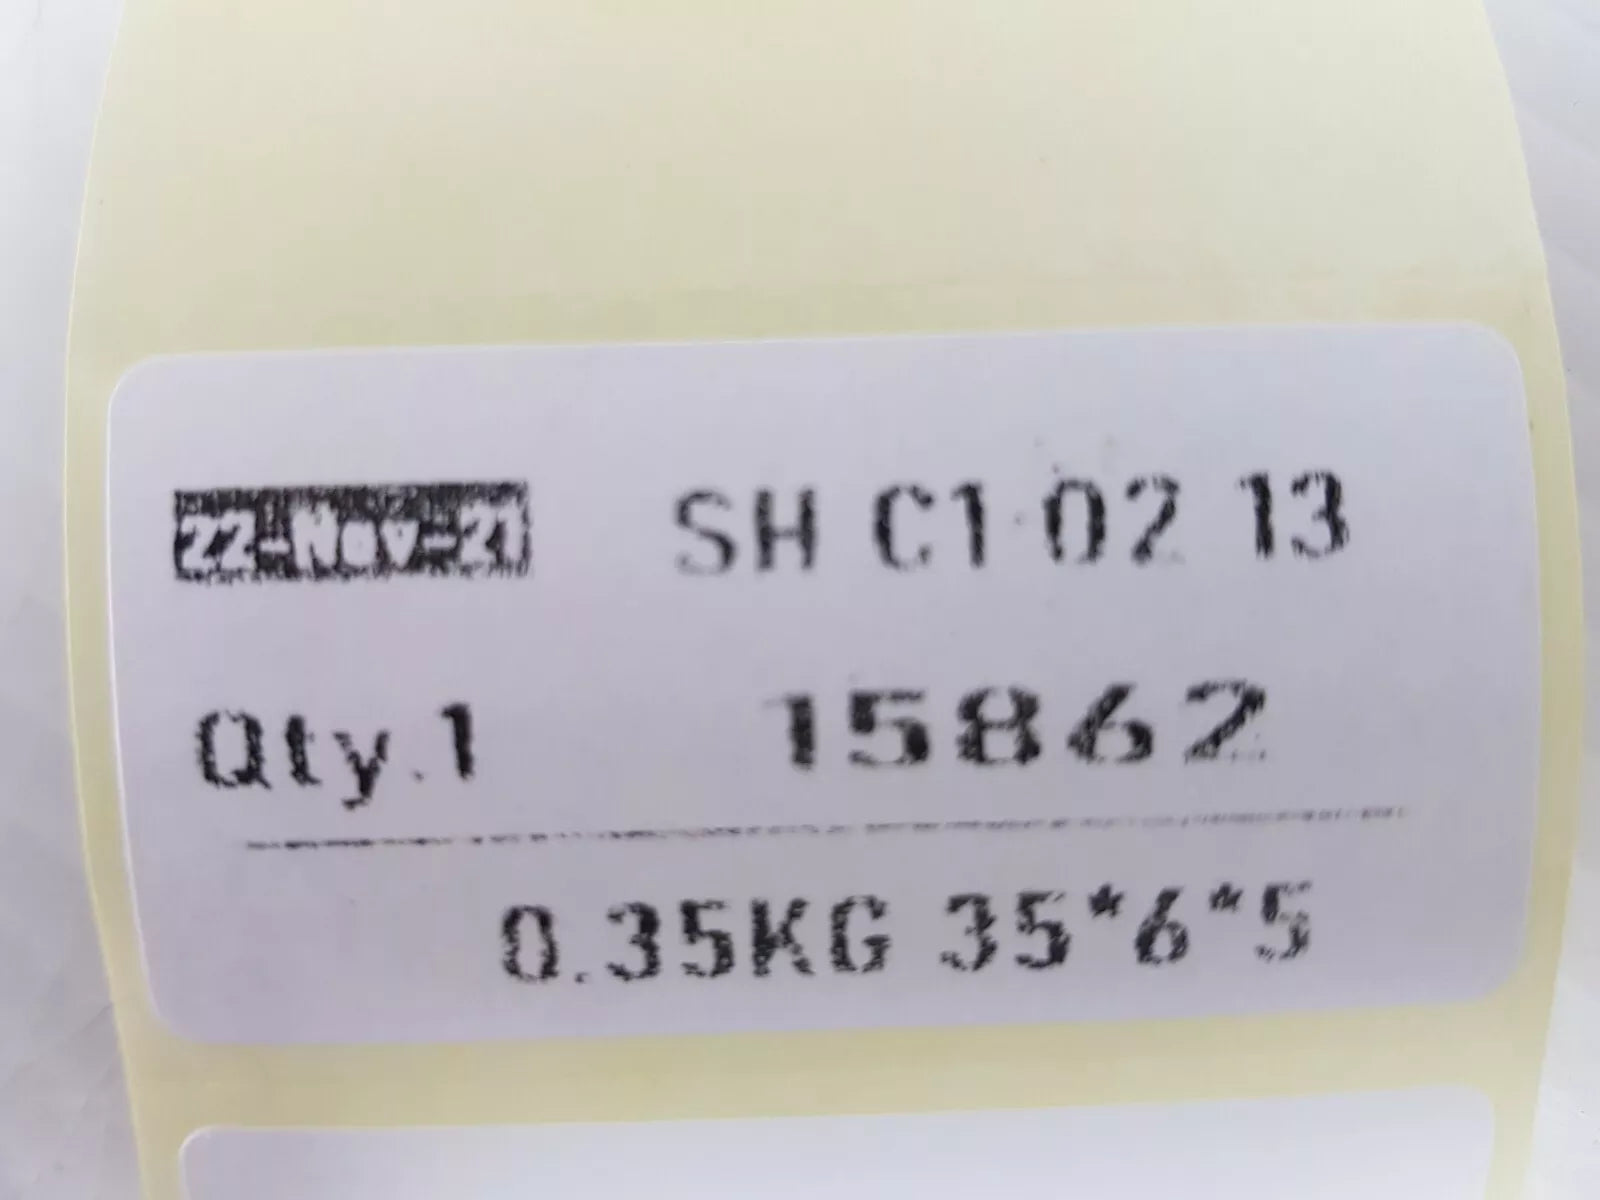 22-Nov-21 SH C1 02 13
Qty.1 15862
0.35KG 35*6*5